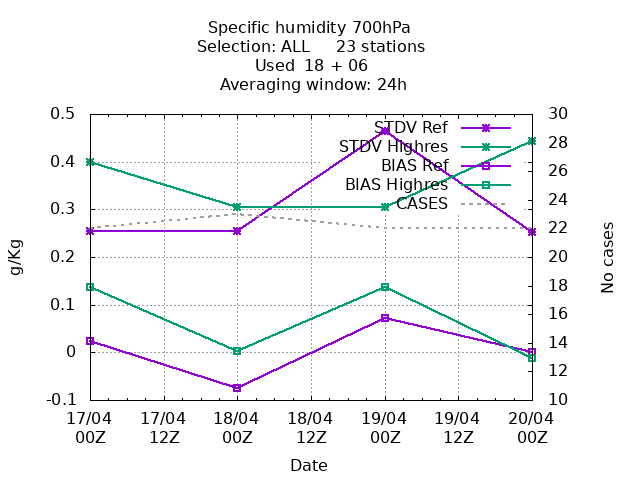 Specific humidity 700hPa
Selection: ALL     23 stations
Used  18 + 06
Averaging window: 24h
0.5
0.4
0.3
0.2
0.1
0
-0.1
g/Kg
30
28
26
24
22
20
18
16
14
12
10
No cases
STDV Ref
STDV Highres
BIAS Ref
BIAS Highres
CASES
17/04 17/04 18/04 18/04 19/04 19/04 20/04
00Z 12Z 00Z 12Z 00Z 12Z 00Z
Date